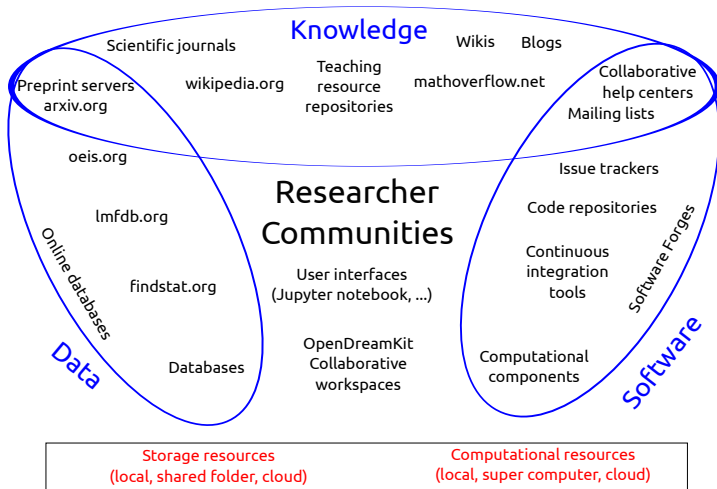 Knowledge
Scientific journals
Wikis
Blogs
Preprint servers
arxiv.org
wikipedia.org
Teaching
resource
repositories
mathoverflow.net
Collaborative
help centers
Mailing lists
oeis.org
Issue trackers
Researcher
Communities
lmfdb.org
Code repositories
Online databases
findstat.org
User interfaces
(Jupyter notebook, ...)
Continuous
integration
tools
Software Forges
Data
Databases
OpenDreamKit
Collaborative
workspaces
Computational
components
Software
Storage resources
(local, shared folder, cloud)
Computational resources
(local, super computer, cloud)